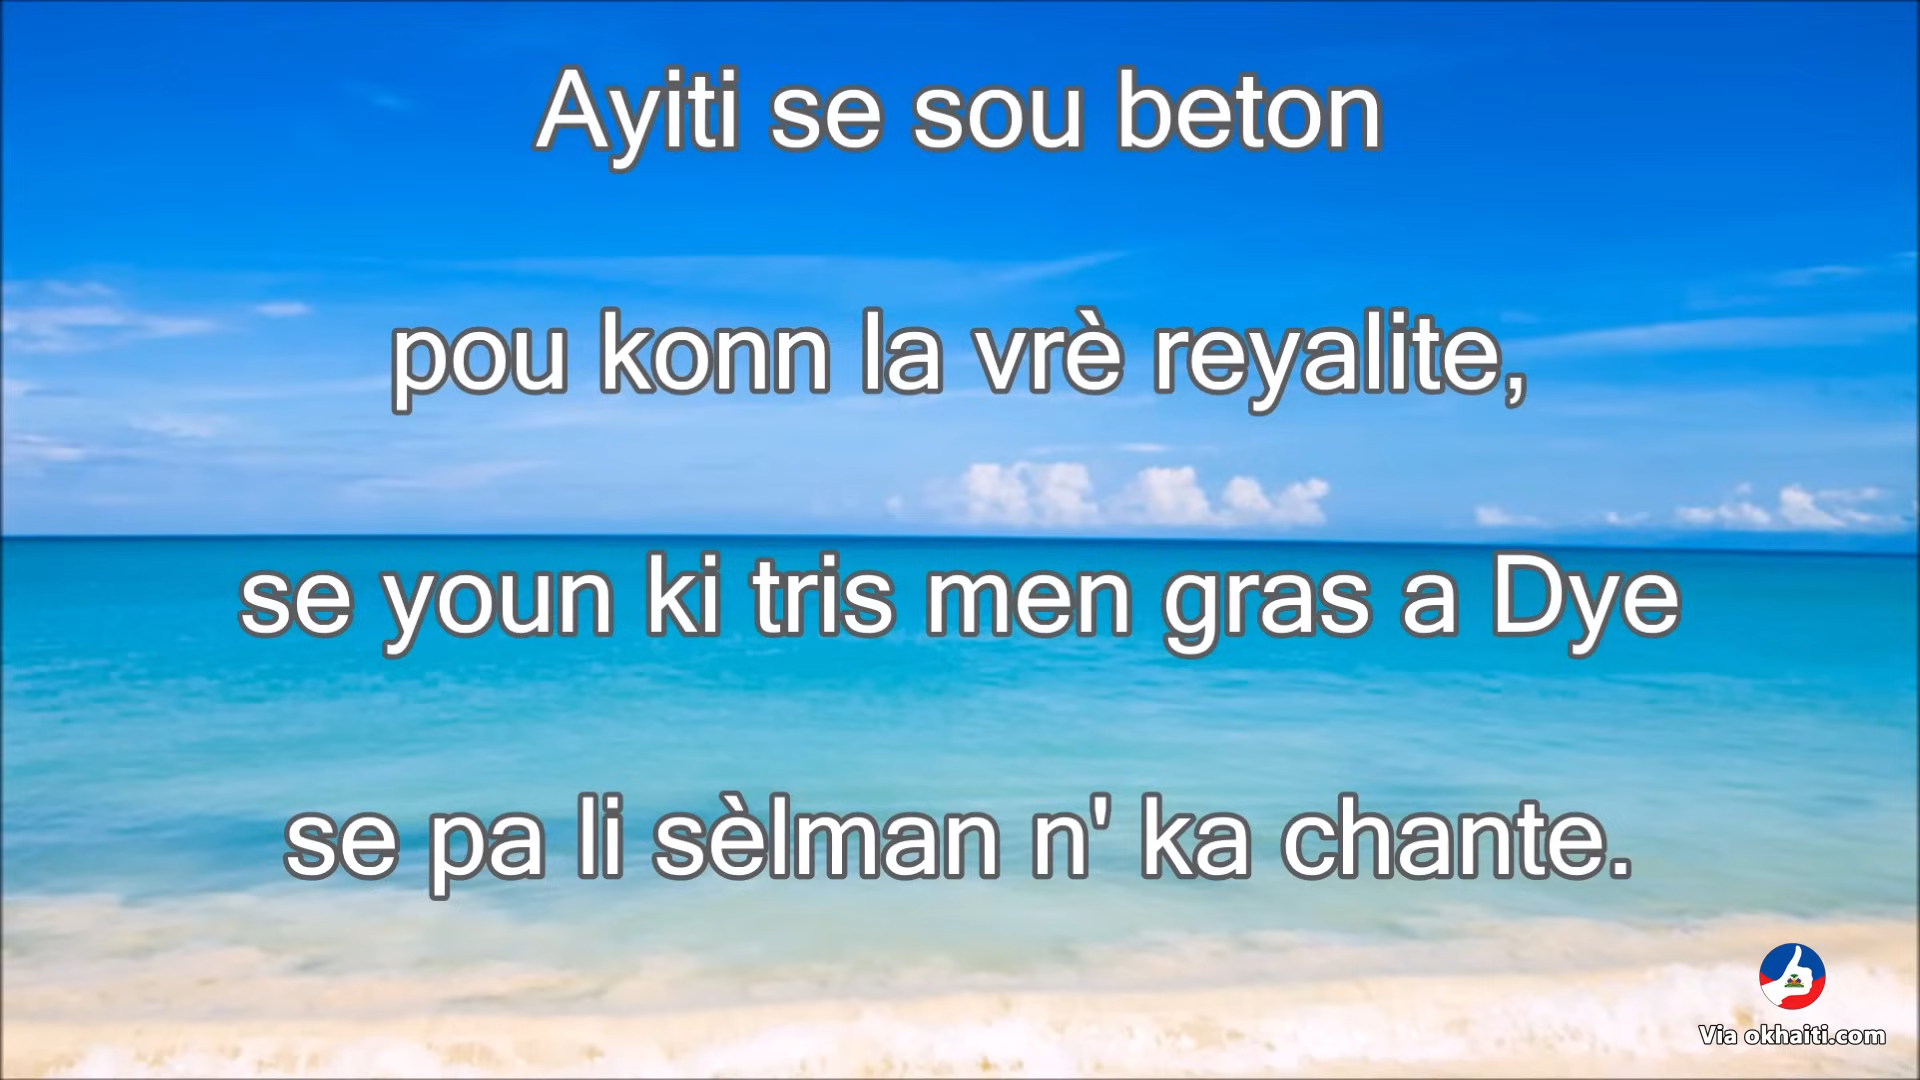 Ayiti se sou beton
pou konn la vrè reyalite,
se youn ki tris men gras a Dye
se pa li sèlman n' ka chante.
Via okhaiti.com